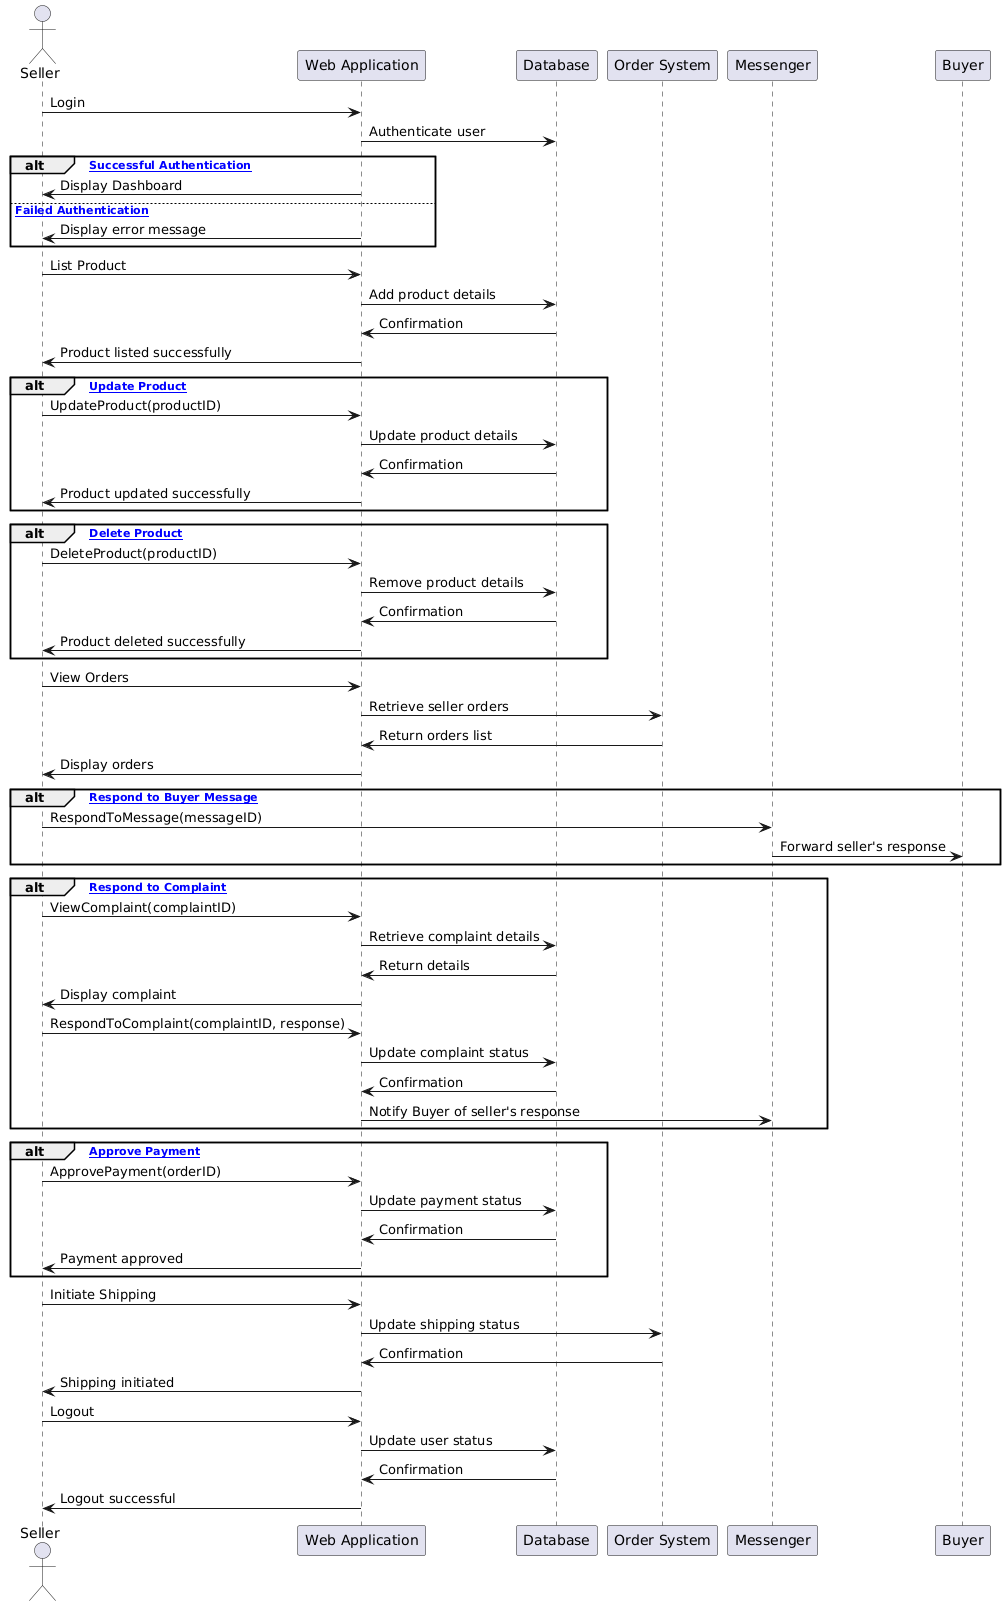 Seller
Web Application
Database
Order System
Messenger
Buyer
Login
Authenticate user
alt
Successful Authentication
Display Dashboard
Failed Authentication
Display error message
List Product
Add product details
Confirmation
Product listed successfully
alt
Update Product
UpdateProduct(productID)
Update product details
Confirmation
Product updated successfully
alt
Delete Product
DeleteProduct(productID)
Remove product details
Confirmation
Product deleted successfully
View Orders
Retrieve seller orders
Return orders list
Display orders
alt
Respond to Buyer Message
RespondToMessage(messageID)
Forward seller's response
alt
Respond to Complaint
ViewComplaint(complaintID)
Retrieve complaint details
Return details
Display complaint
RespondToComplaint(complaintID, response)
Update complaint status
Confirmation
Notify Buyer of seller's response
alt
Approve Payment
ApprovePayment(orderID)
Update payment status
Confirmation
Payment approved
Initiate Shipping
Update shipping status
Confirmation
Shipping initiated
Logout
Update user status
Confirmation
Logout successful
Seller
Web Application
Database
Order System
Messenger
Buyer